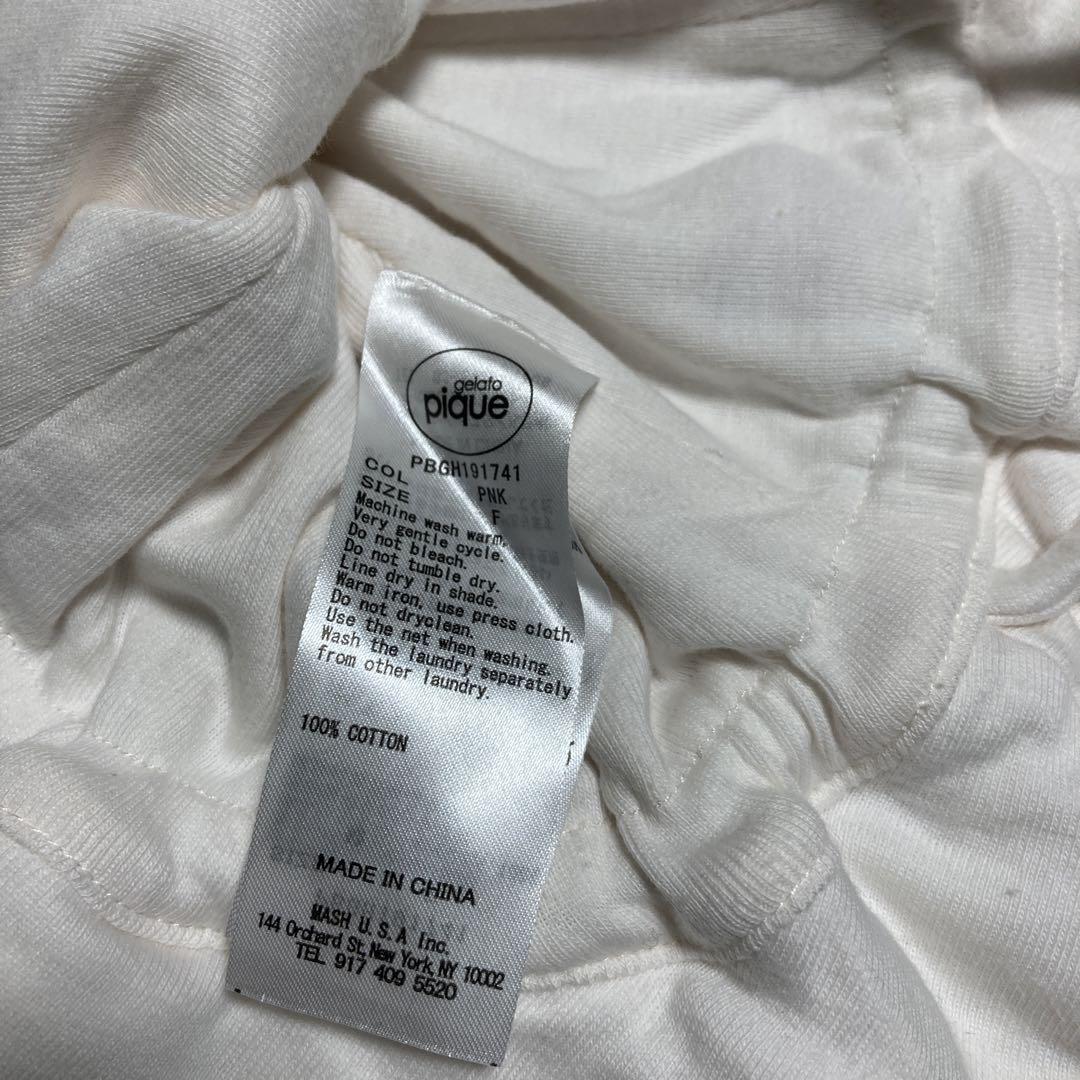 gelato
pique
PBGH191741
COL PNK
SIZE F
Machine wash warm,
Very gentle cycle.
Do not bleach.
Do not tumble dry.
Line dry in shade.
Warm iron, use press cloth.
Do not dryclean.
Use the net when washing.
Wash the laundry separately
from other laundry.
100% COTTON
MADE IN CHINA
MASH U.S.A Inc.
144 Orchard St, New York, NY 10002
TEL 917 409 5520